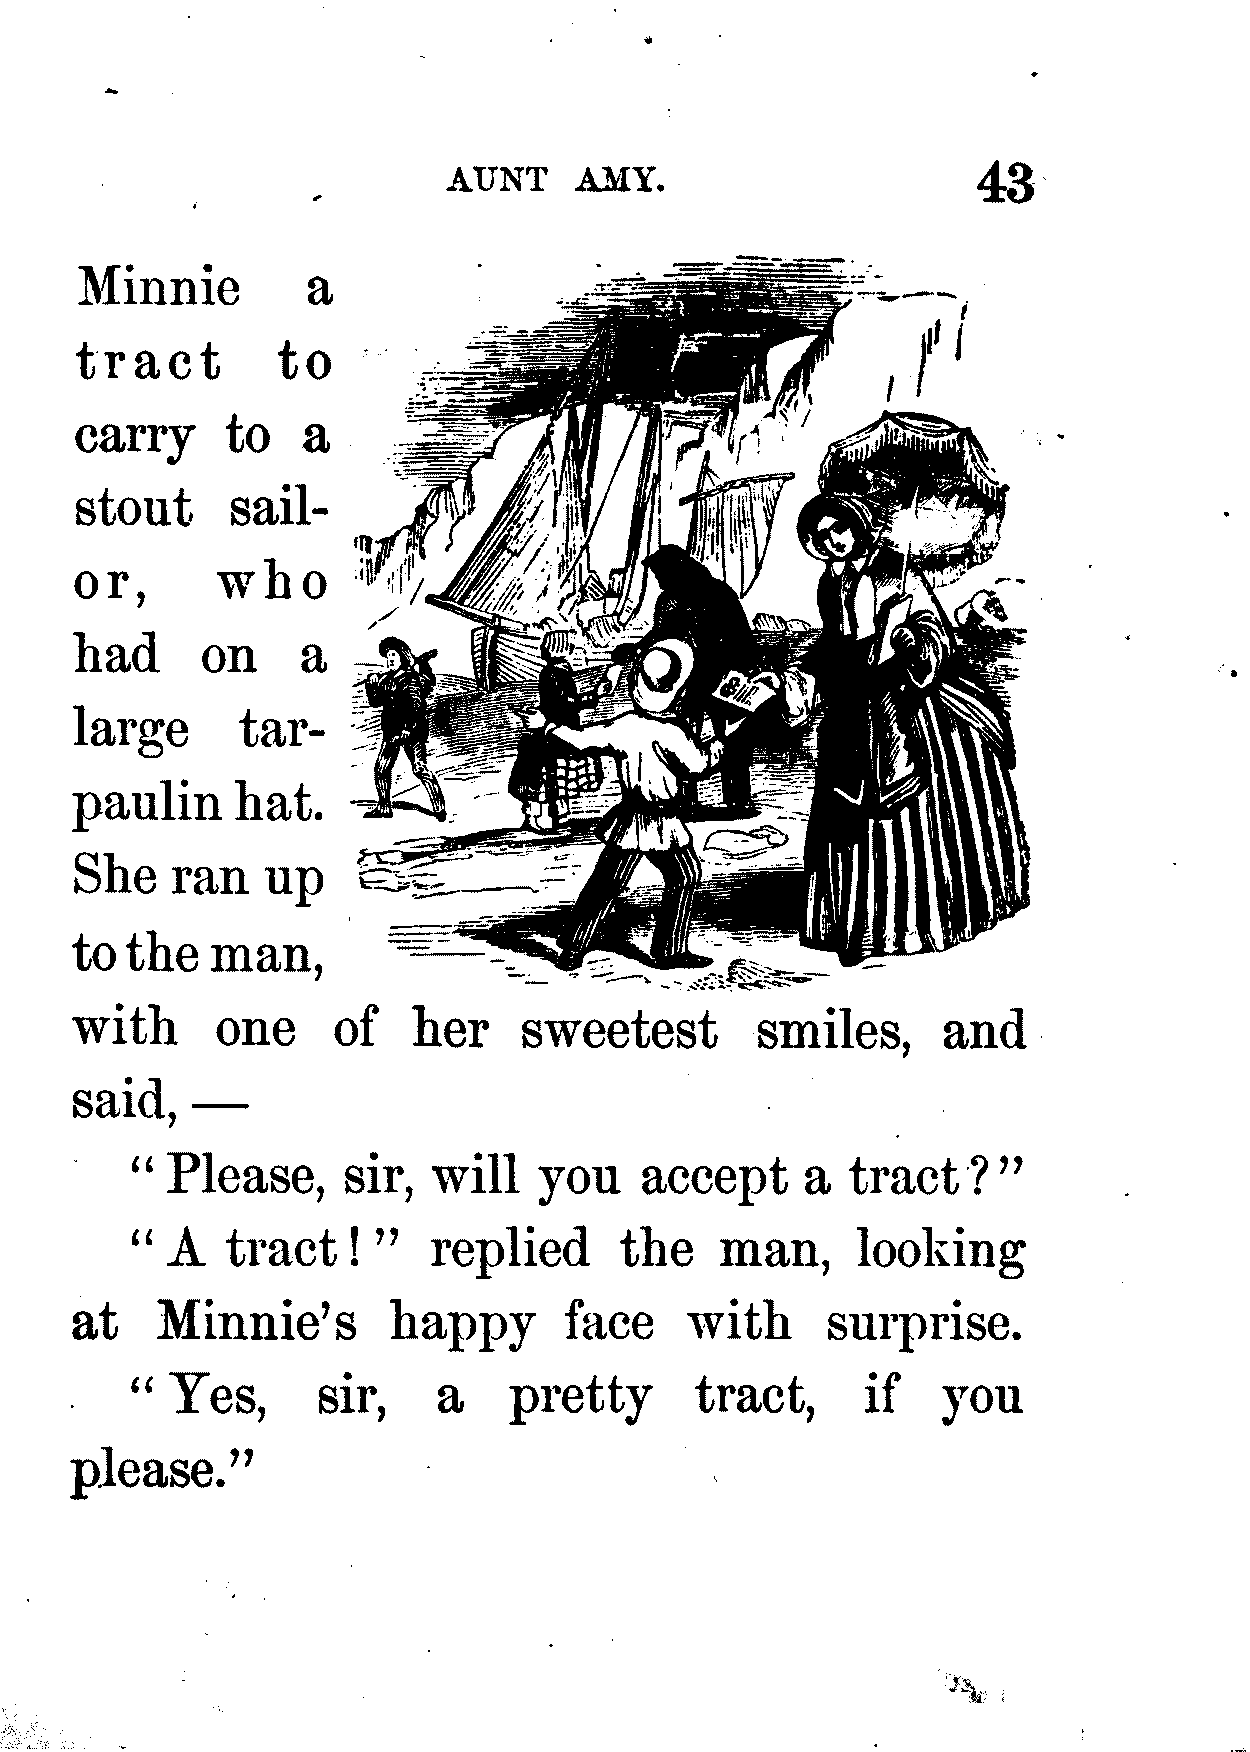 AUNT AMY. 43
Minnie a
tract to
carry to a
stout sail-
or, who
had on a
large tar-
paulin hat.
She ran up
to the man,
with one of her sweetest smiles, and
said, —
“ Please, sir, will you accept a tract ? ”
“ A tract ! ” replied the man, looking
at Minnie’s happy face with surprise.
“ Yes, sir, a pretty tract, if you
please.”